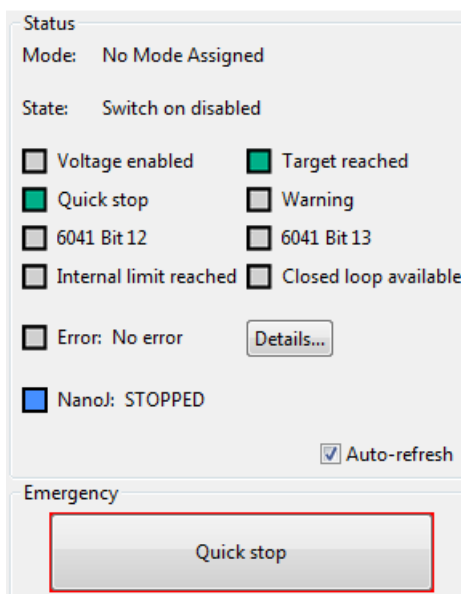 Status
Mode: No Mode Assigned
State: Switch on disabled
Voltage enabled Target reached
Quick stop Warning
6041 Bit 12 6041 Bit 13
Internal limit reached Closed loop available
Error: No error Details...
NanoJ: STOPPED
Auto-refresh
Emergency
Quick stop